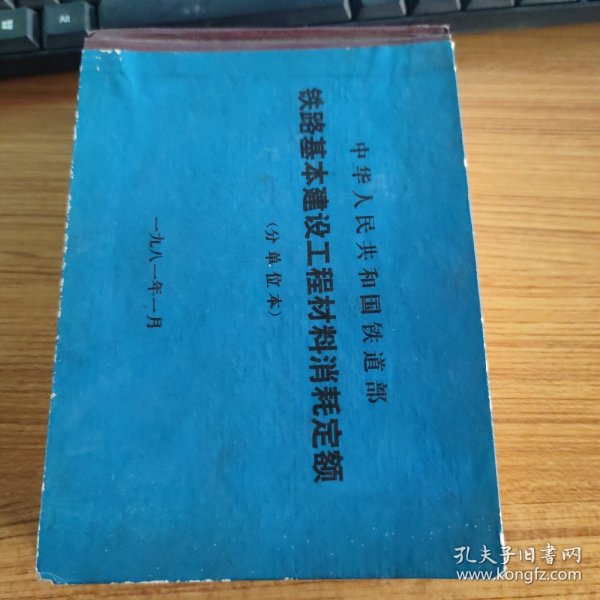 中华人民共和国铁道部
铁路基本建设工程材料消耗定额
（分单位本）
一九八一年一月
孔夫子旧书网
www.kongfz.com